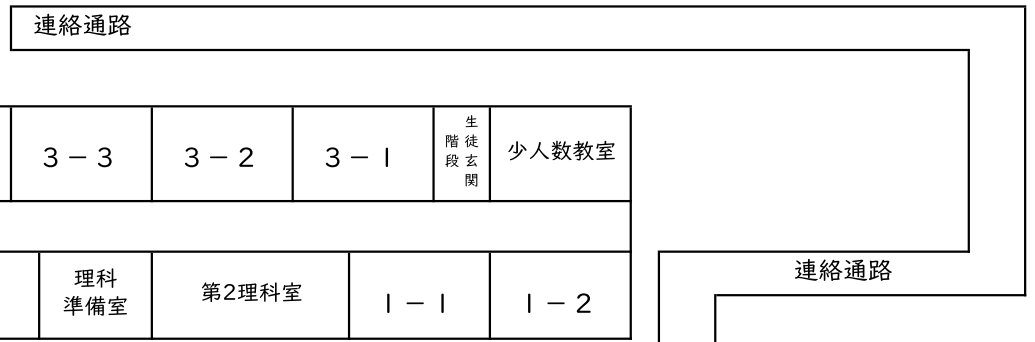 連絡通路
3－3
3－2
3－1
生徒玄関
階段
少人数教室
理科
準備室
第2理科室
1－1
1－2
連絡通路